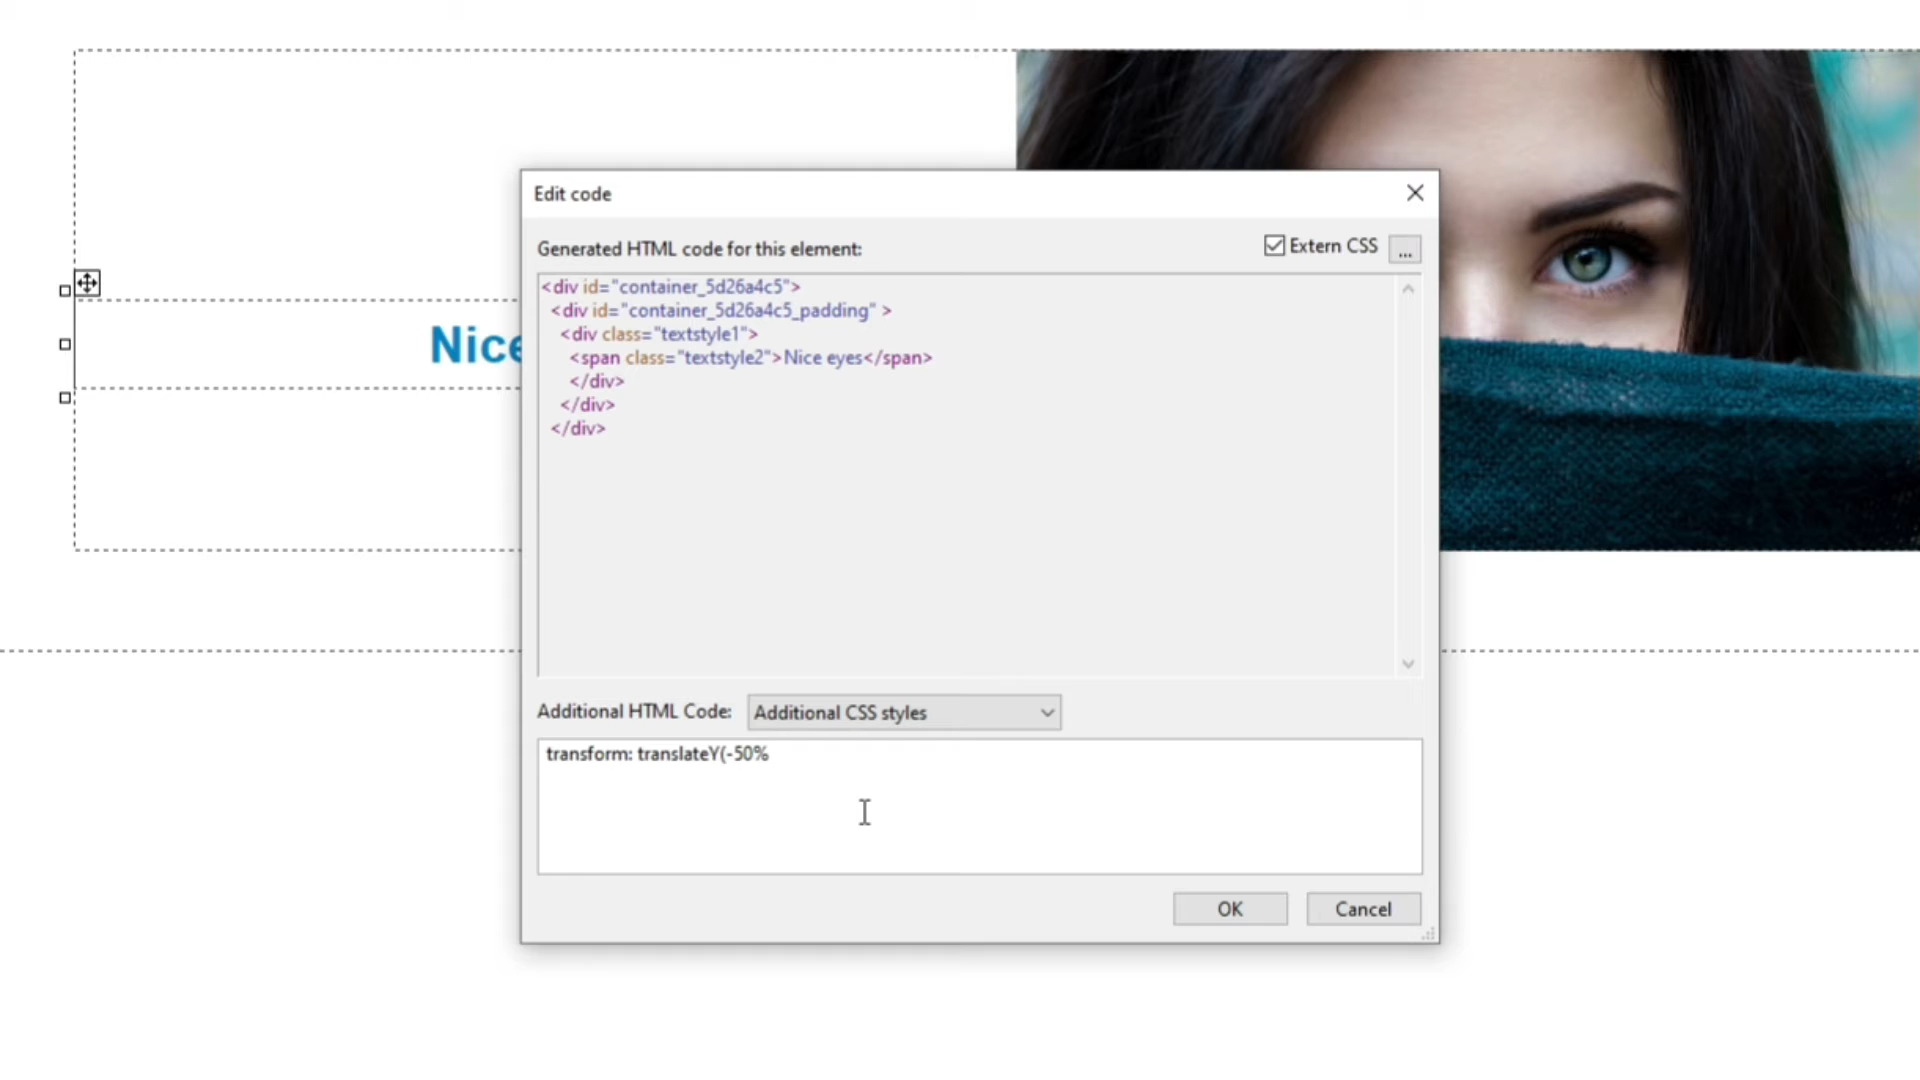 Edit code
Generated HTML code for this element:
Extern CSS
...
<div id="container_5d26a4c5">
<div id="container_5d26a4c5_padding" >
<div class="textstyle1">
<span class="textstyle2">Nice eyes</span>
</div>
</div>
</div>
Nice
Additional HTML Code:
Additional CSS styles
transform: translateY(-50%
OK
Cancel